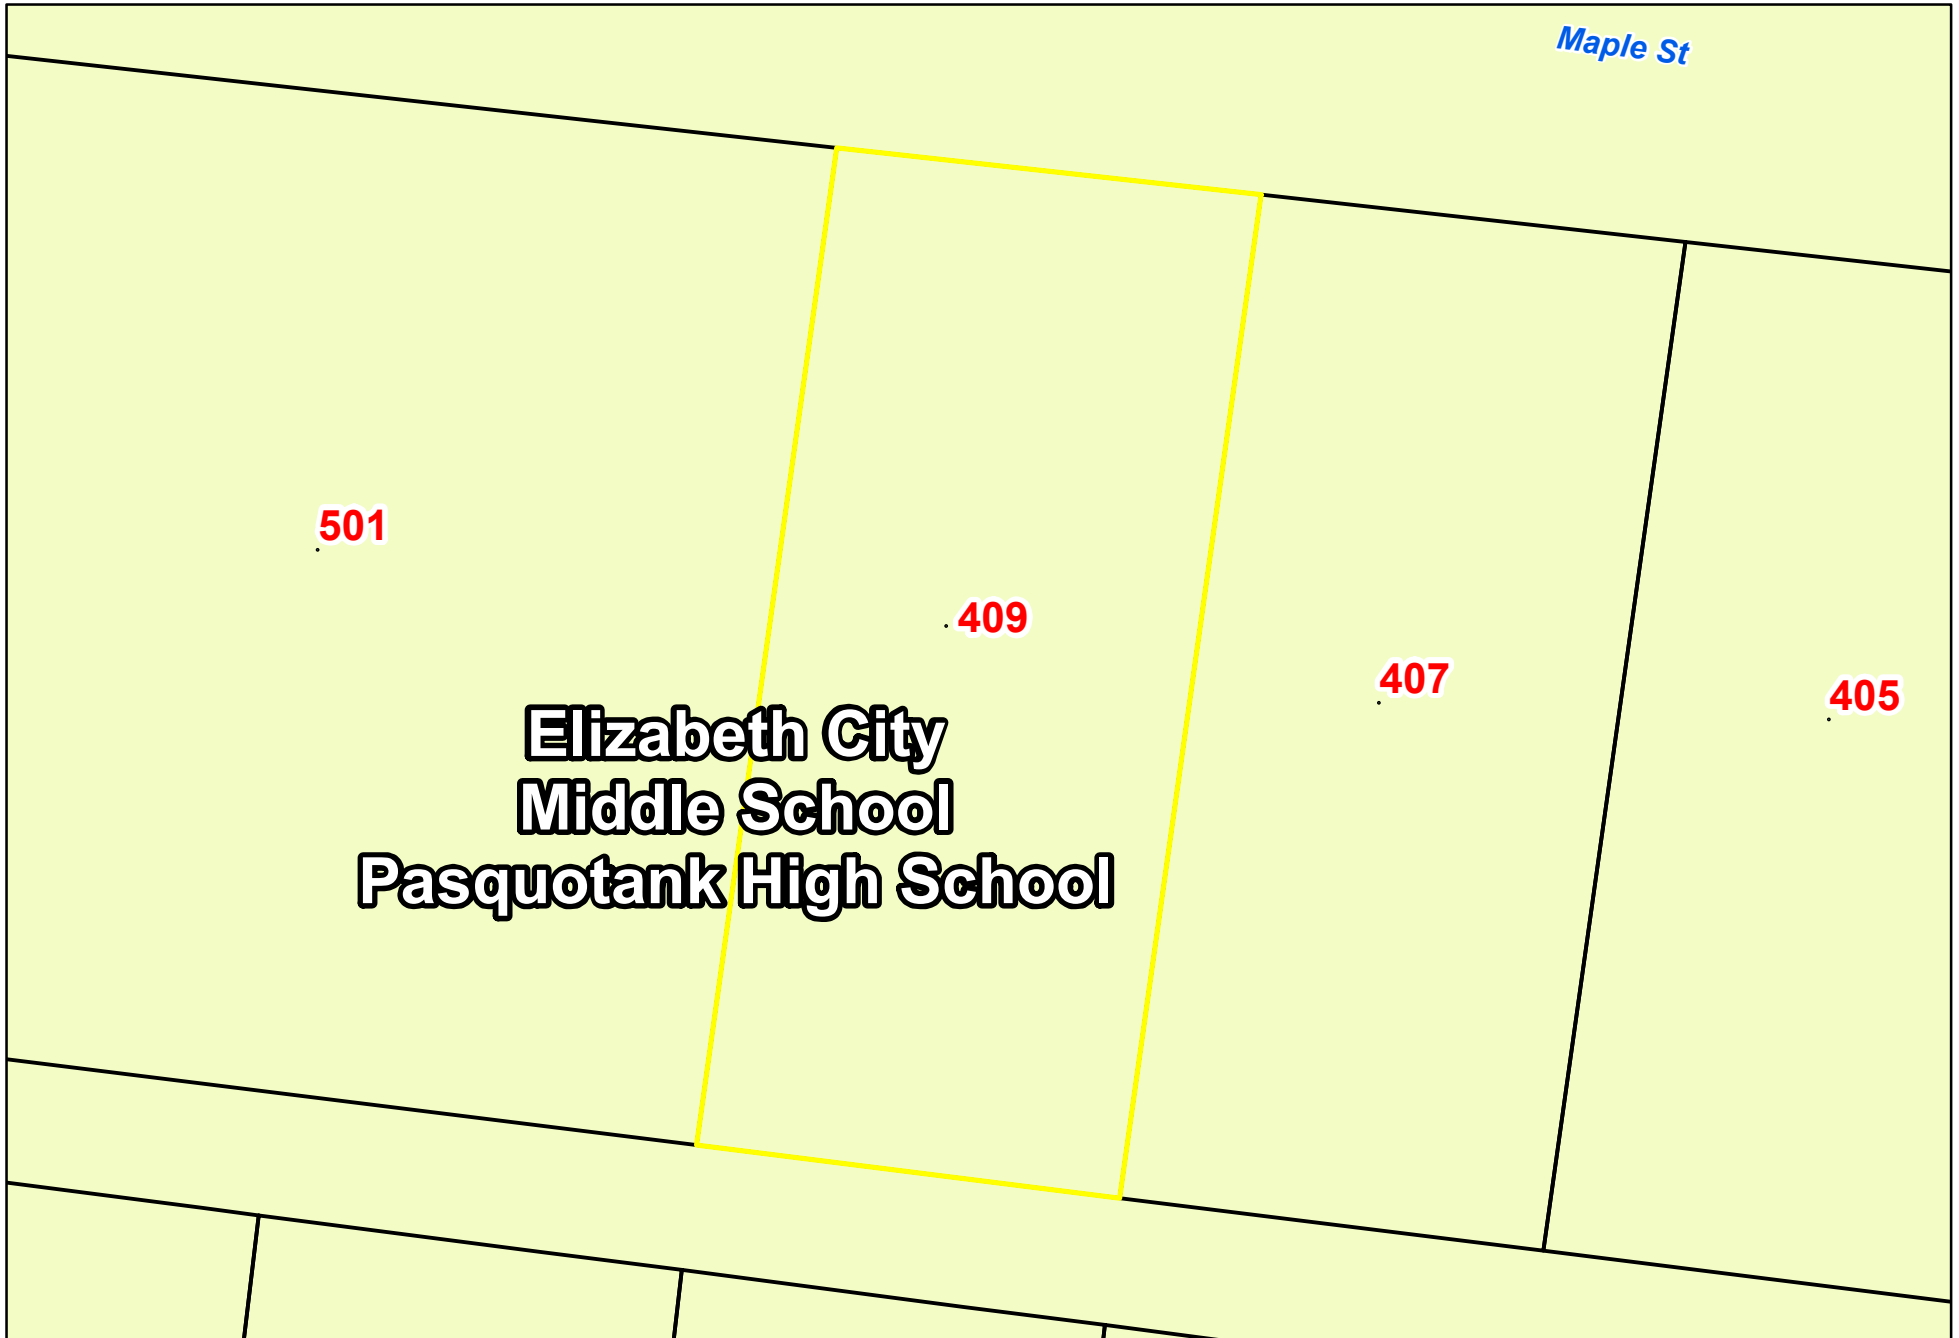 Maple St
501
409
407
405
Elizabeth City
Middle School
Pasquotank High School